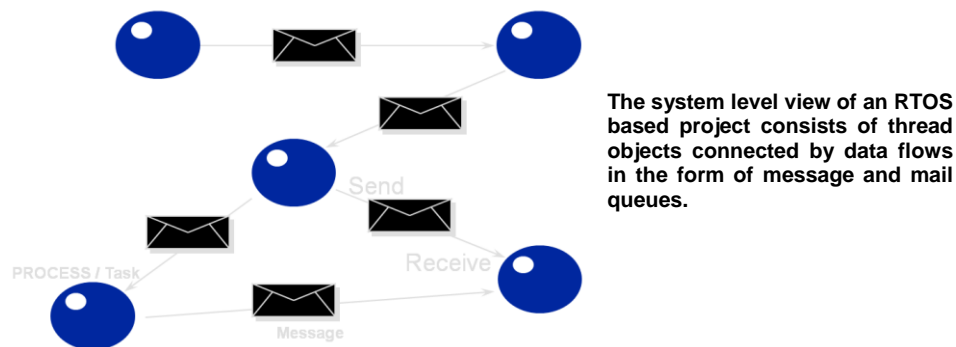 The system level view of an RTOS
based project consists of thread
objects connected by data flows
in the form of message and mail
queues.
Send
Receive
PROCESS / Task
Message